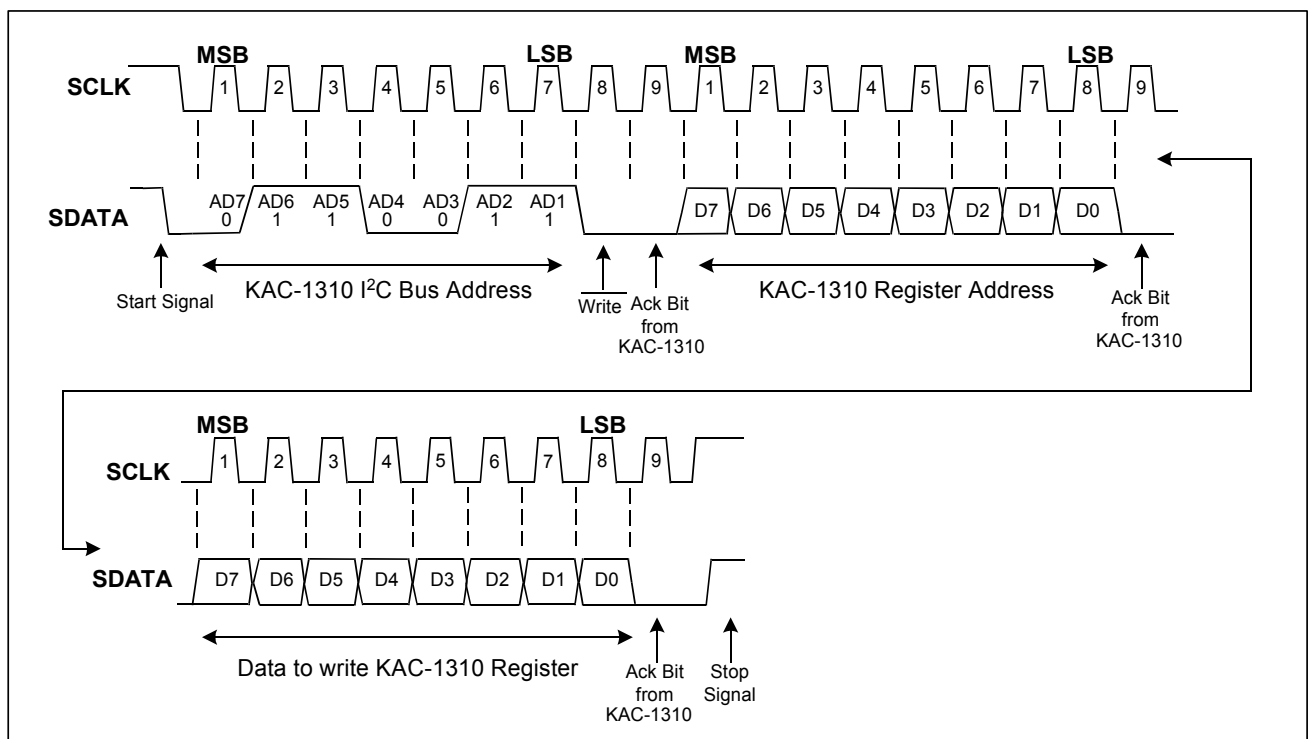 MSB LSB MSB LSB
SCLK 1 2 3 4 5 6 7 8 9 1 2 3 4 5 6 7 8 9
AD7 AD6 AD5 AD4 AD3 AD2 AD1
0 1 1 0 0 1 1
SDATA D7 D6 D5 D4 D3 D2 D1 D0
Start Signal
KAC-1310 I²C Bus Address
Write
Ack Bit
from
KAC-1310
KAC-1310 Register Address
Ack Bit
from
KAC-1310
MSB LSB
SCLK 1 2 3 4 5 6 7 8 9
SDATA D7 D6 D5 D4 D3 D2 D1 D0
Data to write KAC-1310 Register
Ack Bit
from
KAC-1310
Stop
Signal